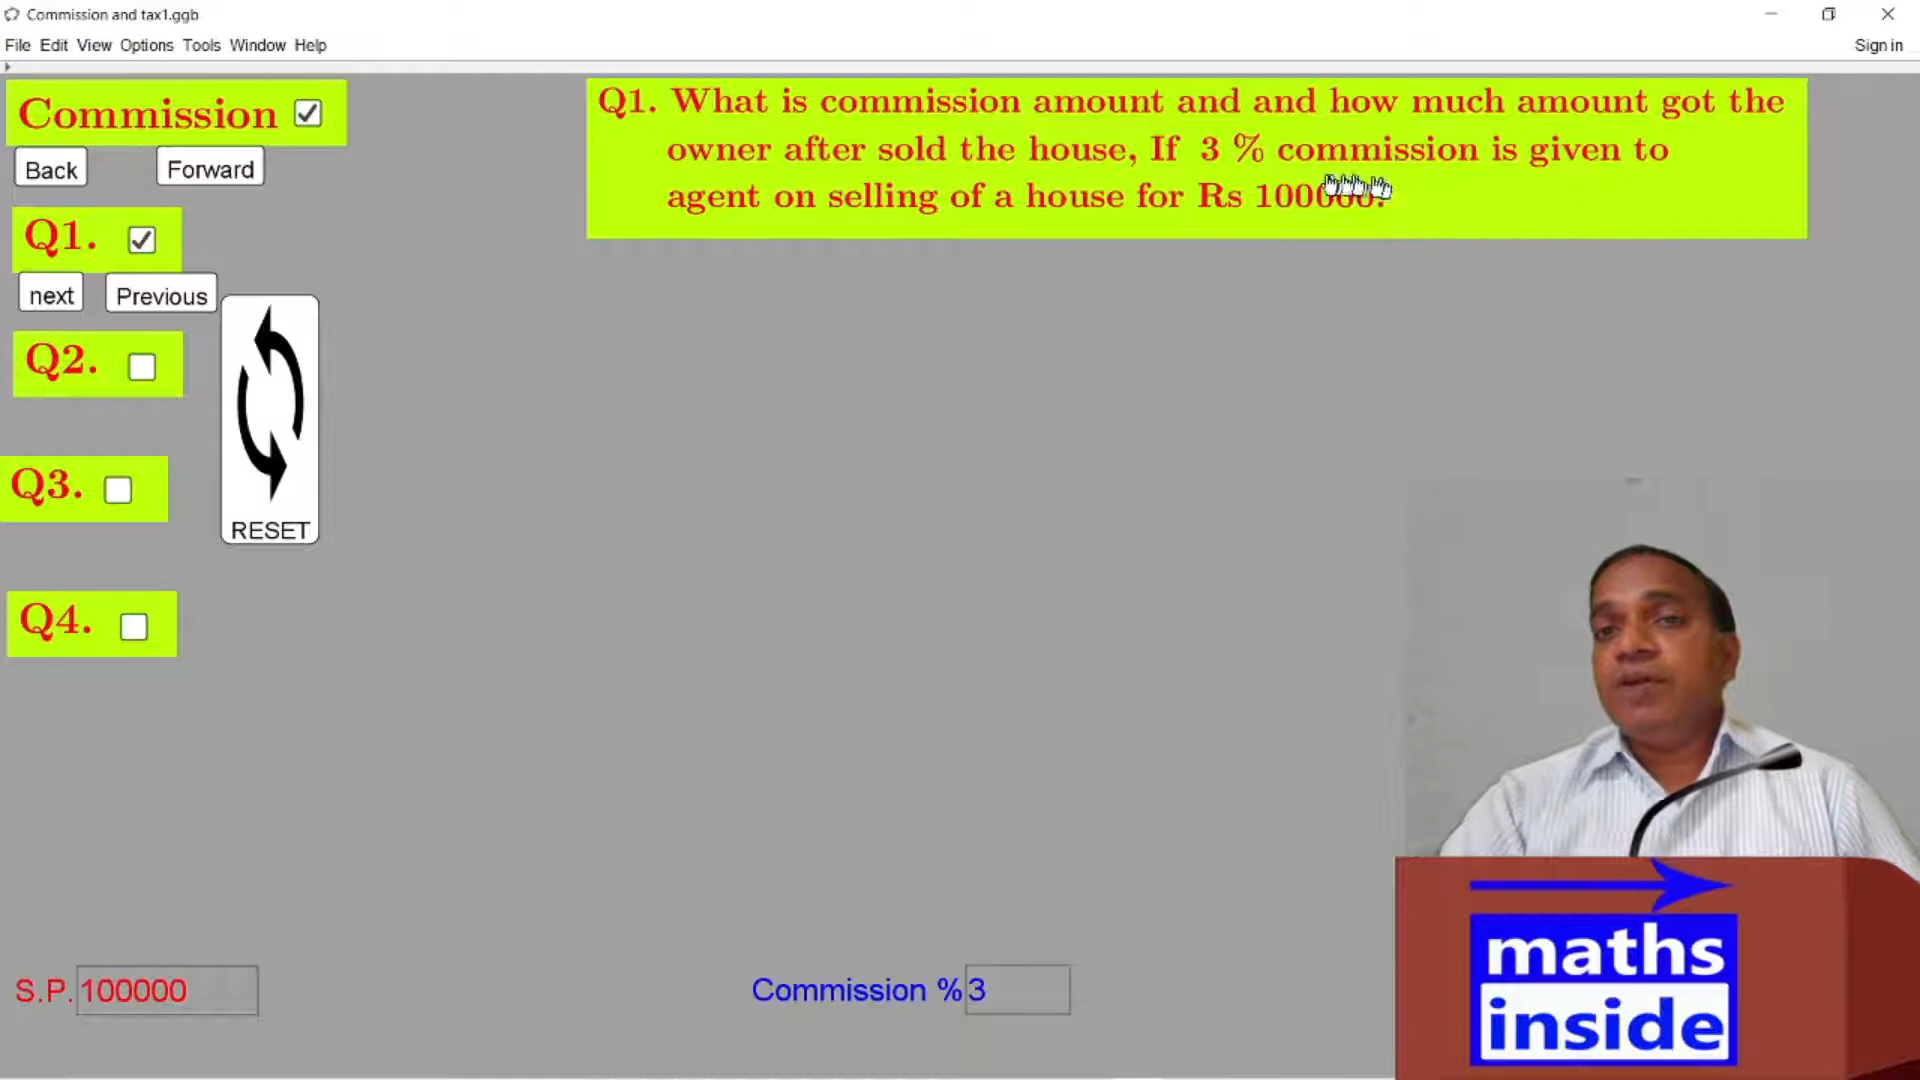 Commission and tax1.ggb
File Edit View Options Tools Window Help
Sign in
Commission
Back Forward
Q1. What is commission amount and and how much amount got the
owner after sold the house, If 3 % commission is given to
agent on selling of a house for Rs 100000.
Q1.
next Previous
Q2.
Q3.
RESET
Q4.
S.P. 100000
Commission % 3
maths
inside